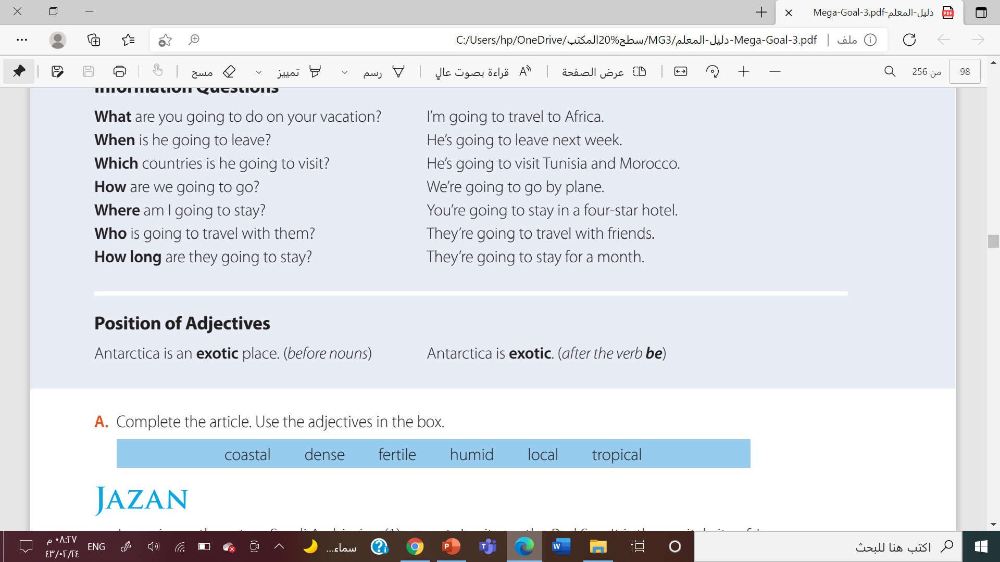 دليل-المعلم-Mega-Goal-3.pdf
ملف
C:/Users/hp/OneDrive/سطح%20المكتب/MG3/دليل-المعلم-Mega-Goal-3.pdf
98
من 256
عرض الصفحة
قراءة بصوت عالٍ
رسم
تمييز
مسح
Information Questions
What are you going to do on your vacation? I'm going to travel to Africa.
When is he going to leave? He's going to leave next week.
Which countries is he going to visit? He's going to visit Tunisia and Morocco.
How are we going to go? We're going to go by plane.
Where am I going to stay? You're going to stay in a four-star hotel.
Who is going to travel with them? They're going to travel with friends.
How long are they going to stay? They're going to stay for a month.
Position of Adjectives
Antarctica is an exotic place. (before nouns) Antarctica is exotic. (after the verb be)
A. Complete the article. Use the adjectives in the box.
coastal dense fertile humid local tropical
JAZAN
اكتب هنا للبحث
سماء...
ENG
٠٨:٢٧ م
٤٣/٠٢/٢٤